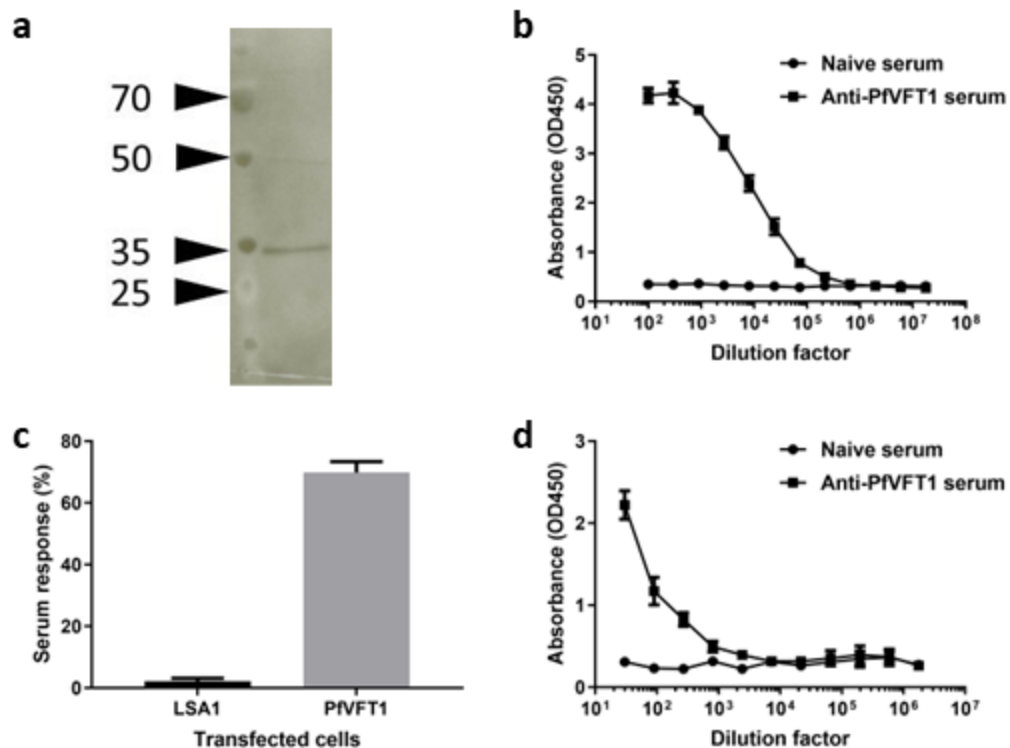 a
70
50
35
25
b
Absorbance (OD450)
5
4
3
2
1
0
Naive serum
Anti-PfVFT1 serum
10¹ 10² 10³ 10⁴ 10⁵ 10⁶ 10⁷ 10⁸
Dilution factor
c
Serum response (%)
80
60
40
20
0
LSA1 PfVFT1
Transfected cells
d
Absorbance (OD450)
3
2
1
0
Naive serum
Anti-PfVFT1 serum
10¹ 10² 10³ 10⁴ 10⁵ 10⁶ 10⁷
Dilution factor